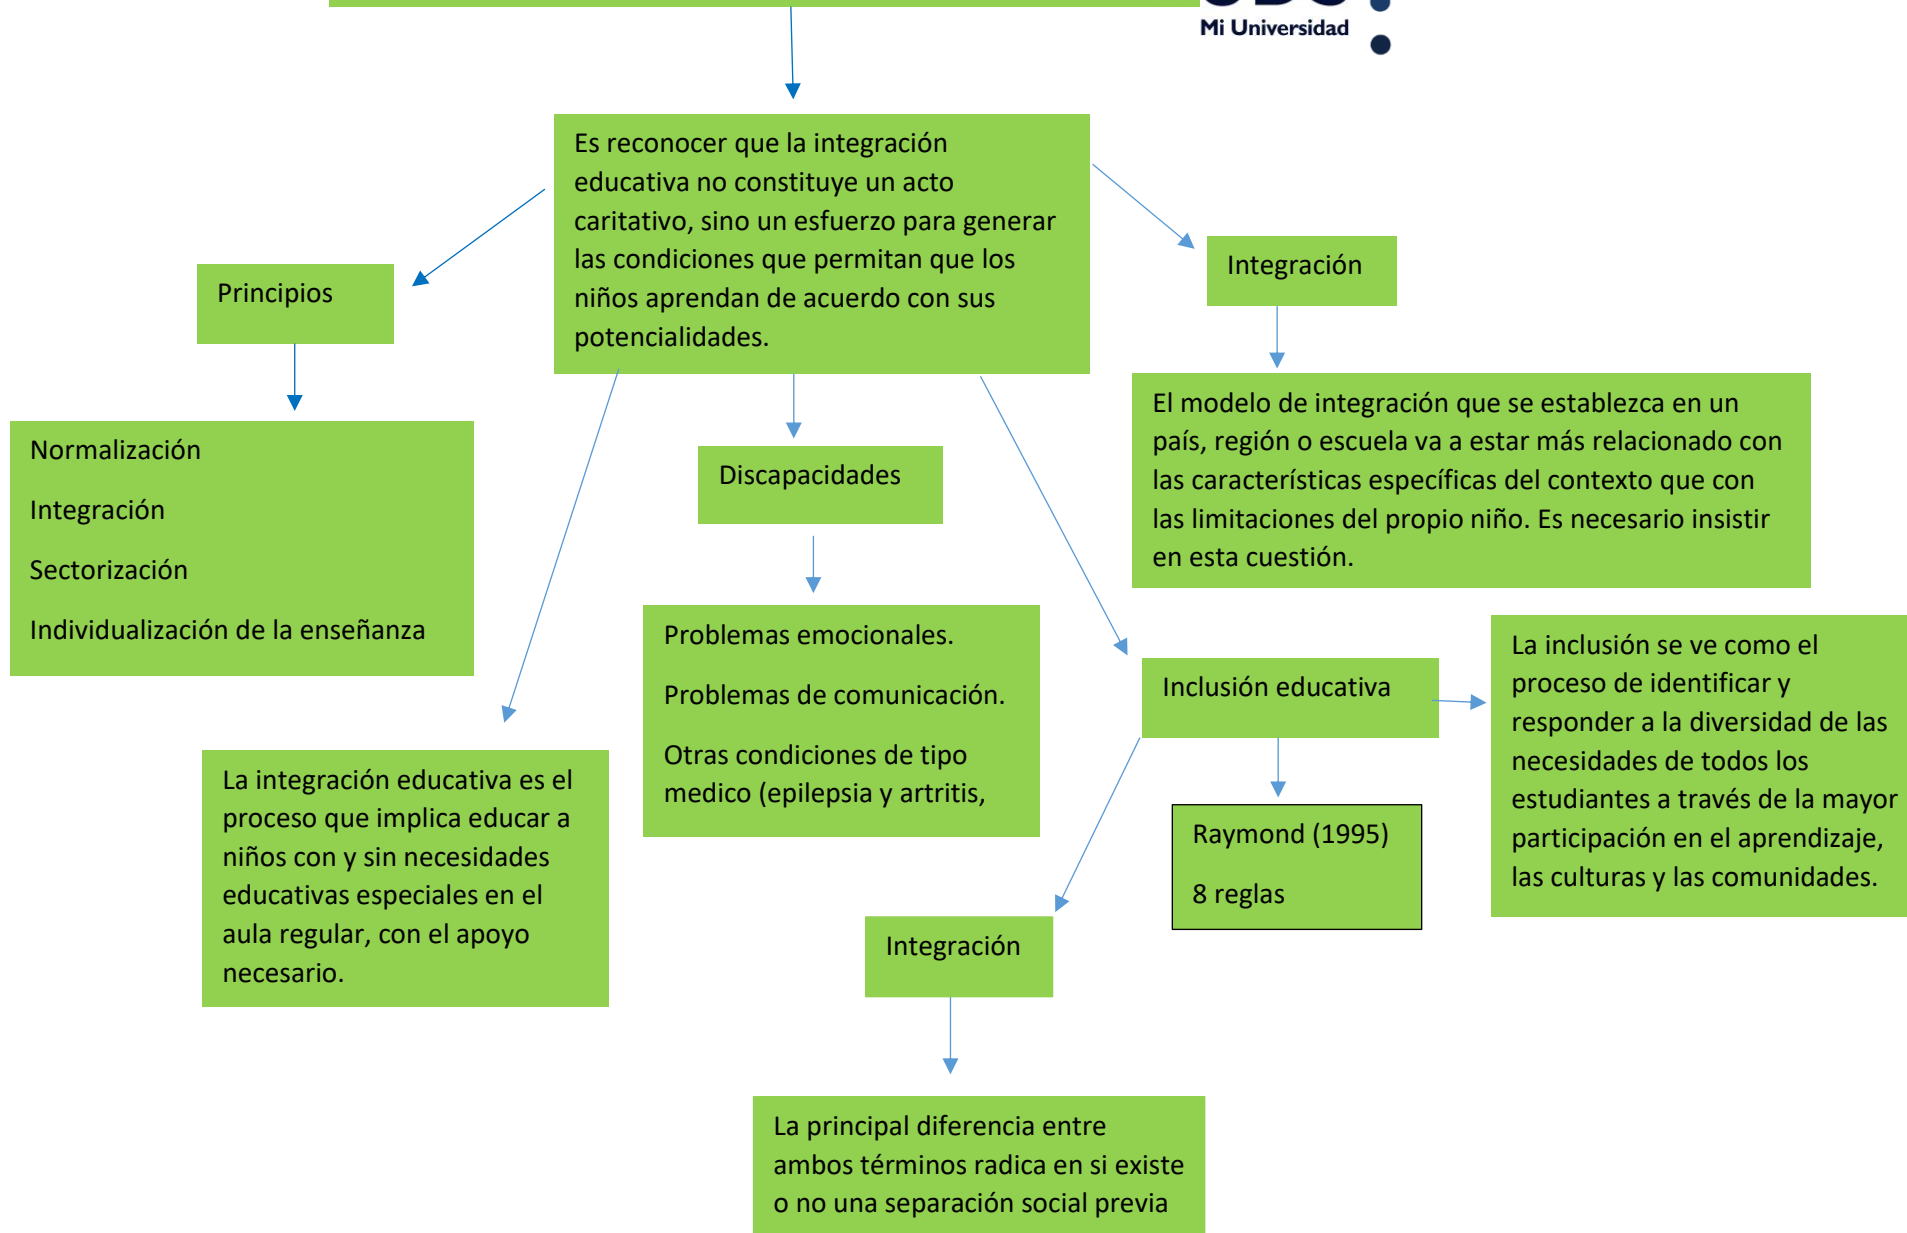 Mi Universidad
Es reconocer que la integración
educativa no constituye un acto
caritativo, sino un esfuerzo para generar
las condiciones que permitan que los
niños aprendan de acuerdo con sus
potencialidades.
Principios
Integración
Normalización
Integración
Sectorización
Individualización de la enseñanza
Discapacidades
El modelo de integración que se establezca en un
país, región o escuela va a estar más relacionado con
las características específicas del contexto que con
las limitaciones del propio niño. Es necesario insistir
en esta cuestión.
Problemas emocionales.
Problemas de comunicación.
Otras condiciones de tipo
medico (epilepsia y artritis,
Inclusión educativa
La inclusión se ve como el
proceso de identificar y
responder a la diversidad de las
necesidades de todos los
estudiantes a través de la mayor
participación en el aprendizaje,
las culturas y las comunidades.
La integración educativa es el
proceso que implica educar a
niños con y sin necesidades
educativas especiales en el
aula regular, con el apoyo
necesario.
Raymond (1995)
8 reglas
Integración
La principal diferencia entre
ambos términos radica en si existe
o no una separación social previa